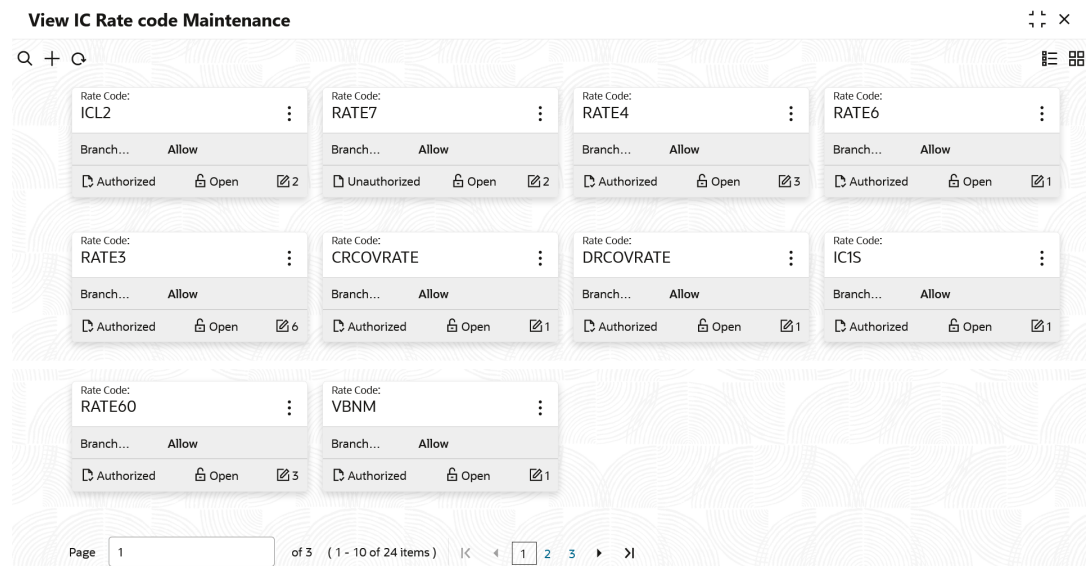 View IC Rate code Maintenance
Rate Code: Rate Code: Rate Code: Rate Code:
ICL2 RATE7 RATE4 RATE6
Branch... Allow Branch... Allow Branch... Allow Branch... Allow
Authorized Open 2 Unauthorized Open 2 Authorized Open 3 Authorized Open 1
Rate Code: Rate Code: Rate Code: Rate Code:
RATE3 CRCOVRATE DRCOVRATE IC1S
Branch... Allow Branch... Allow Branch... Allow Branch... Allow
Authorized Open 6 Authorized Open 1 Authorized Open 1 Authorized Open 1
Rate Code: Rate Code:
RATE60 VBNM
Branch... Allow Branch... Allow
Authorized Open 3 Authorized Open 1
Page 1 of 3 ( 1 - 10 of 24 items ) 1 2 3